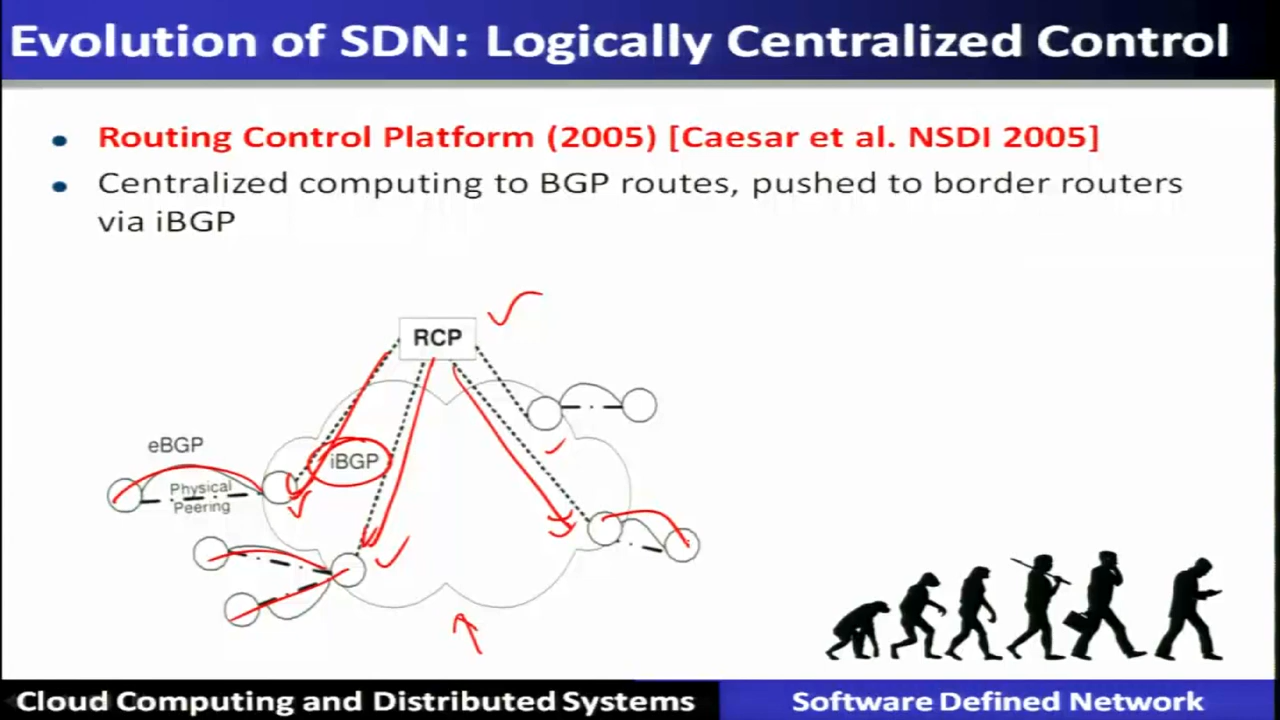 Evolution of SDN: Logically Centralized Control
Routing Control Platform (2005) [Caesar et al. NSDI 2005]
Centralized computing to BGP routes, pushed to border routers
via iBGP
RCP
eBGP
iBGP
Physical
Peering
Cloud Computing and Distributed Systems
Software Defined Network